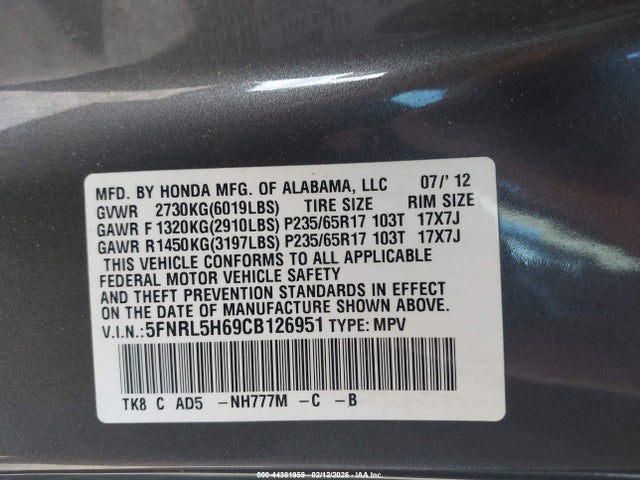 MFD. BY HONDA MFG. OF ALABAMA, LLC 07/' 12
GVWR 2730KG(6019LBS) TIRE SIZE RIM SIZE
GAWR F 1320KG(2910LBS) P235/65R17 103T 17X7J
GAWR R1450KG(3197LBS) P235/65R17 103T 17X7J
THIS VEHICLE CONFORMS TO ALL APPLICABLE
FEDERAL MOTOR VEHICLE SAFETY
AND THEFT PREVENTION STANDARDS IN EFFECT
ON THE DATE OF MANUFACTURE SHOWN ABOVE.
V.I.N.:5FNRL5H69CB126951 TYPE: MPV
TK8 C AD5 -NH777M -C -B
000-44381959 - 02/12/2026 - IAA Inc.